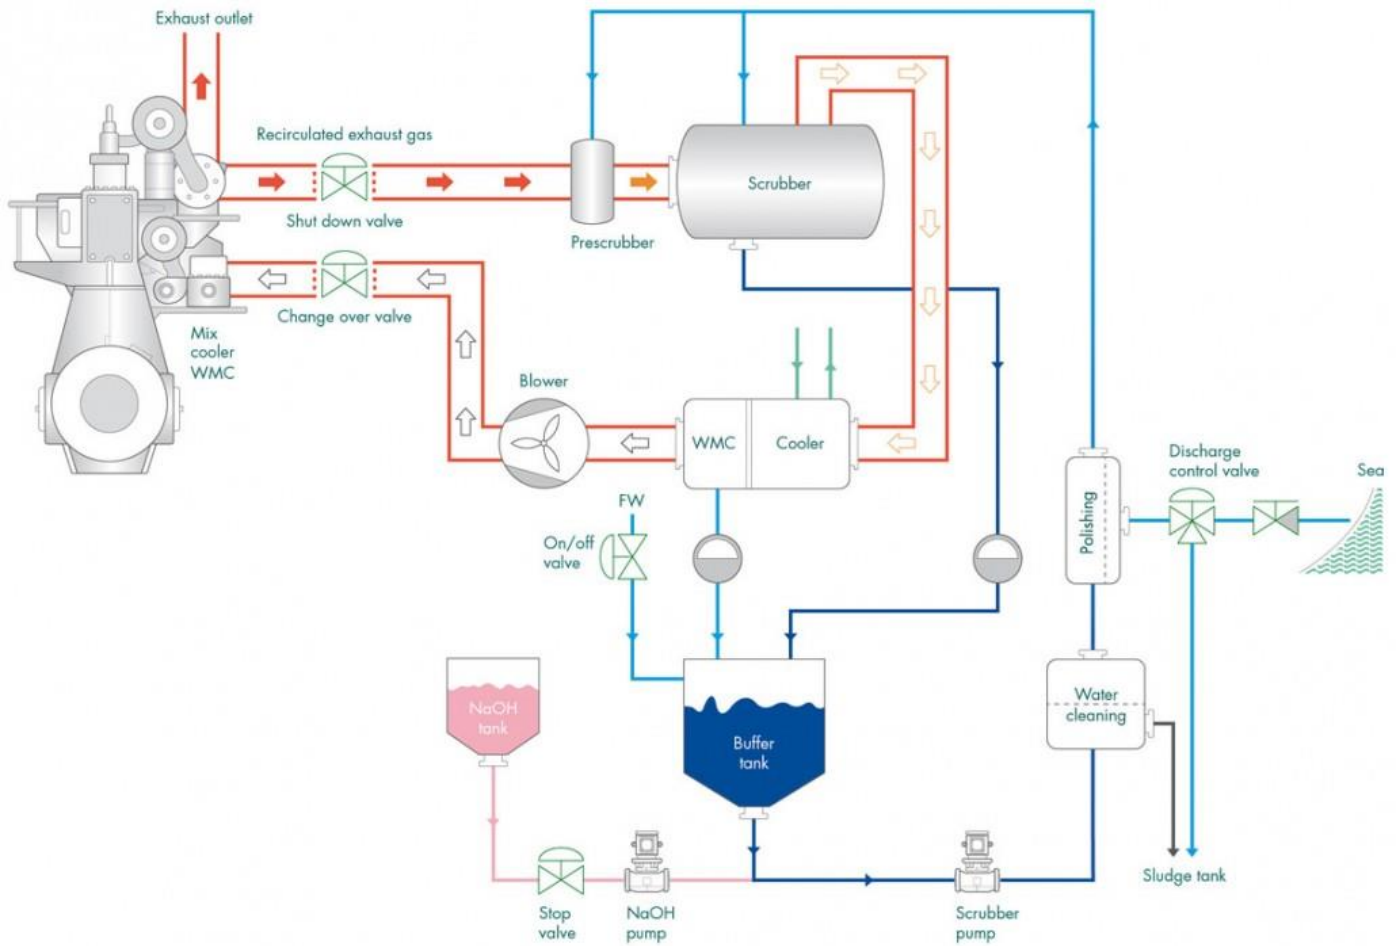 Exhaust outlet
Recirculated exhaust gas
Shut down valve
Prescrubber
Scrubber
Change over valve
Mix
cooler
WMC
Blower
WMC
Cooler
FW
On/off
valve
Polishing
Discharge
control valve
Sea
NaOH
tank
Buffer
tank
Water
cleaning
Sludge tank
Stop
valve
NaOH
pump
Scrubber
pump